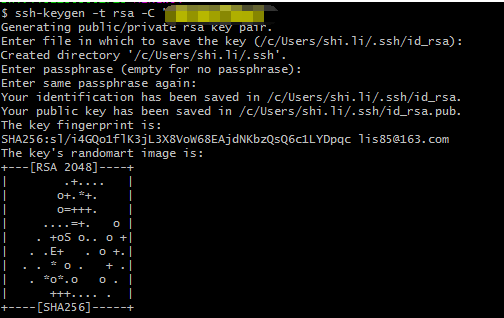 $ ssh-keygen -t rsa -C "
Generating public/private rsa key pair.
Enter file in which to save the key (/c/Users/shi.li/.ssh/id_rsa):
Created directory '/c/Users/shi.li/.ssh'.
Enter passphrase (empty for no passphrase):
Enter same passphrase again:
Your identification has been saved in /c/Users/shi.li/.ssh/id_rsa.
Your public key has been saved in /c/Users/shi.li/.ssh/id_rsa.pub.
The key fingerprint is:
SHA256:sl/i4GQo1flK3jL3X8VoW68EAjdNKbzQsQ6c1LYDpqc lis85@163.com
The key's randomart image is:
+---[RSA 2048]----+
|        .+....   |
|       o+.*+.    |
|       o=+++.    |
|     ....=+.   o |
|    . +oS o.. o +|
|   . .E+   . o +.|
|  . . * o .   + .|
|   . *o*.o   o . |
|      +++.... .  |
+----[SHA256]-----+